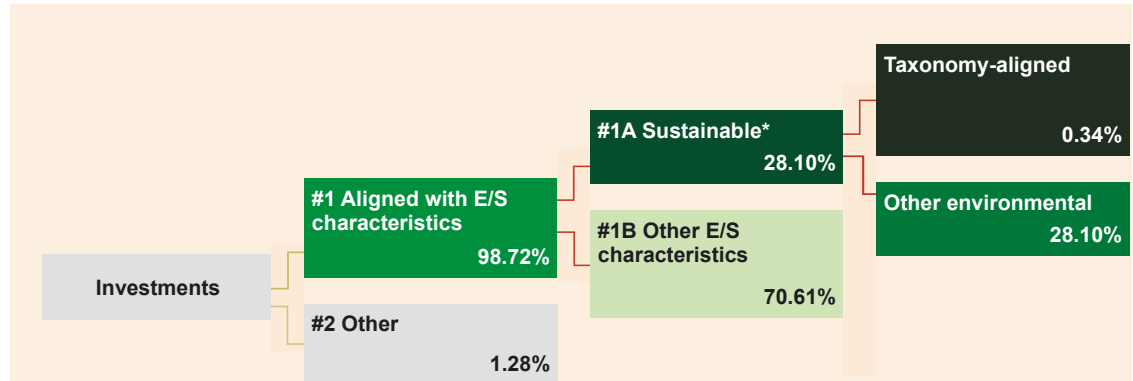 Investments
#1 Aligned with E/S
characteristics
98.72%
#2 Other
1.28%
#1A Sustainable*
28.10%
#1B Other E/S
characteristics
70.61%
Taxonomy-aligned
0.34%
Other environmental
28.10%